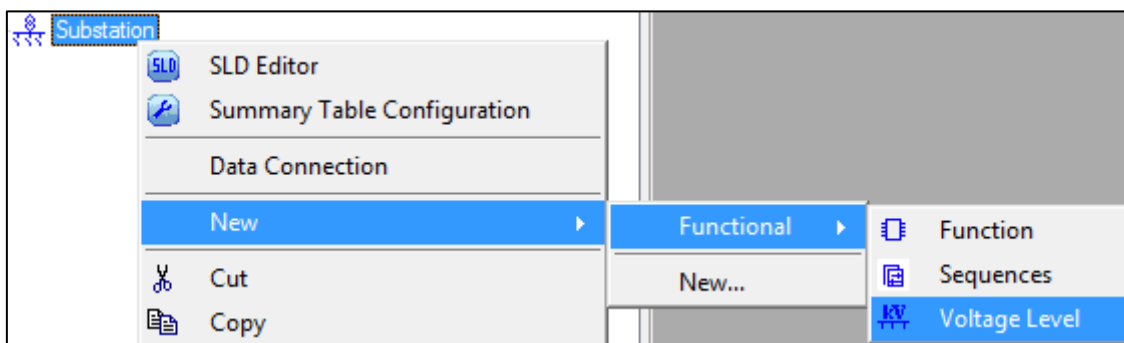 Substation
SLD
SLD Editor
Summary Table Configuration
Data Connection
New
Functional
Function
New...
Sequences
Cut
kV
Voltage Level
Copy